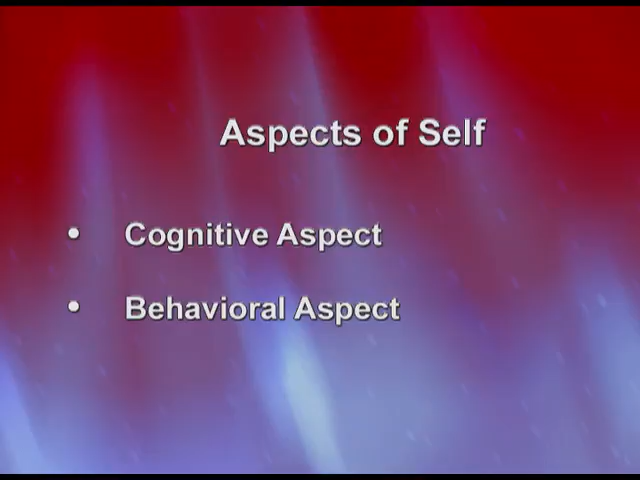 Aspects of Self
• Cognitive Aspect
• Behavioral Aspect